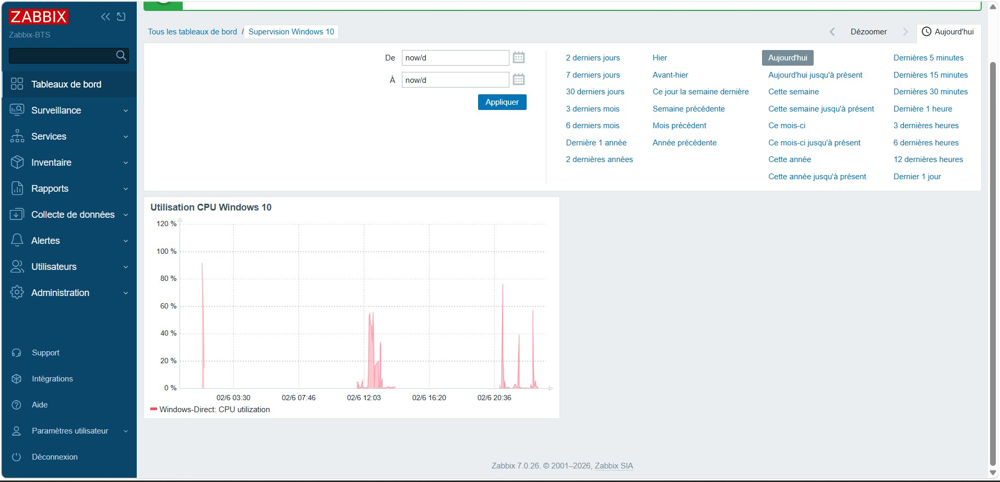 ZABBIX
Zabbix-BTS
Tableaux de bord
Surveillance
Services
Inventaire
Rapports
Collecte de données
Alertes
Utilisateurs
Administration
Support
Intégrations
Aide
Paramètres utilisateur
Déconnexion
Tous les tableaux de bord / Supervision Windows 10
Dézoomer
Aujourd'hui
De now/d
À now/d
Appliquer
2 derniers jours
7 derniers jours
30 derniers jours
3 derniers mois
6 derniers mois
Dernière 1 année
2 dernières années
Hier
Avant-hier
Ce jour la semaine dernière
Semaine précédente
Mois précédent
Année précédente
Aujourd'hui
Aujourd'hui jusqu'à présent
Cette semaine
Cette semaine jusqu'à présent
Ce mois-ci
Ce mois-ci jusqu'à présent
Cette année
Cette année jusqu'à présent
Dernières 5 minutes
Dernières 15 minutes
Dernières 30 minutes
Dernière 1 heure
3 dernières heures
6 dernières heures
12 dernières heures
Dernier 1 jour
Utilisation CPU Windows 10
120 %
100 %
80 %
60 %
40 %
20 %
0 %
02/6 03:30 02/6 07:46 02/6 12:03 02/6 16:20 02/6 20:36
Windows-Direct: CPU utilization
Zabbix 7.0.26. © 2001–2026, Zabbix SIA